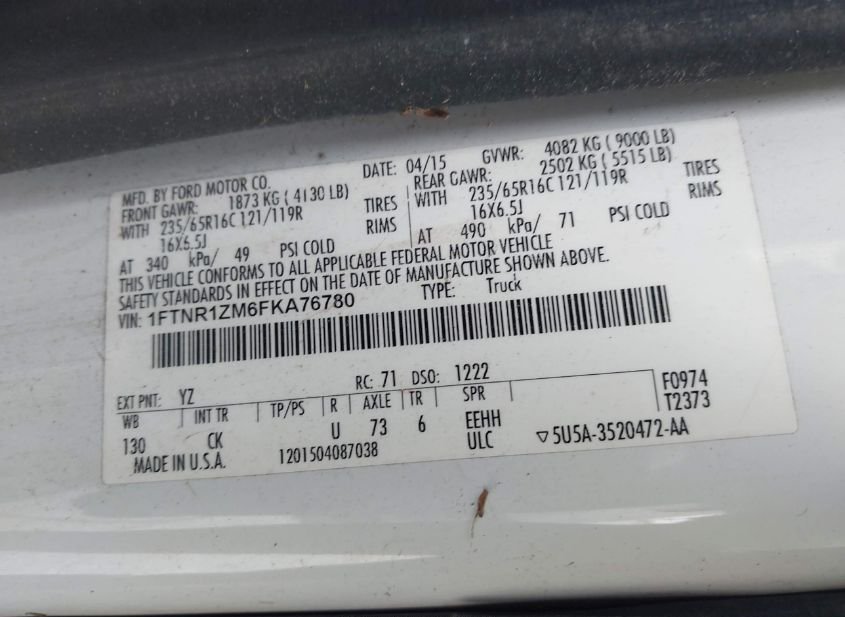 MFD. BY FORD MOTOR CO. DATE: 04/15 GVWR: 4082 KG ( 9000 LB)
FRONT GAWR: 1873 KG ( 4130 LB) REAR GAWR: 2502 KG ( 5515 LB)
WITH 235/65R16C 121/119R TIRES WITH 235/65R16C 121/119R TIRES
16X6.5J RIMS 16X6.5J RIMS
AT 340 kPa/ 49 PSI COLD AT 490 kPa/ 71 PSI COLD
THIS VEHICLE CONFORMS TO ALL APPLICABLE FEDERAL MOTOR VEHICLE
SAFETY STANDARDS IN EFFECT ON THE DATE OF MANUFACTURE SHOWN ABOVE.
VIN: 1FTNR1ZM6FKA76780 TYPE: Truck
EXT PNT: YZ RC: 71 DSO: 1222 F0974
WB INT TR TP/PS R AXLE TR SPR T2373
130 CK U 73 6 EEHH
MADE IN U.S.A. 1201504087038 ULC ▽5U5A-3520472-AA